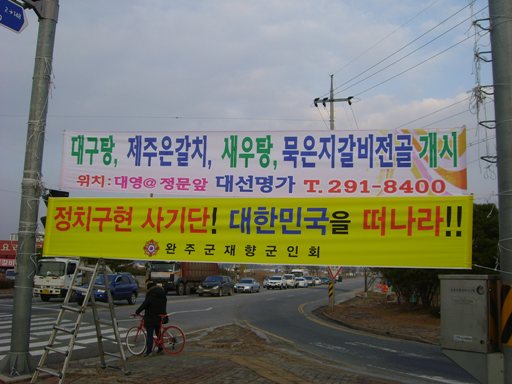 대구탕, 제주은갈치, 새우탕, 묵은지갈비전골 개시
위치: 대영@ 정문앞 대선명가 T. 291-8400
정치구현 사기단! 대한민국을 떠나라!!
완주군재향군인회